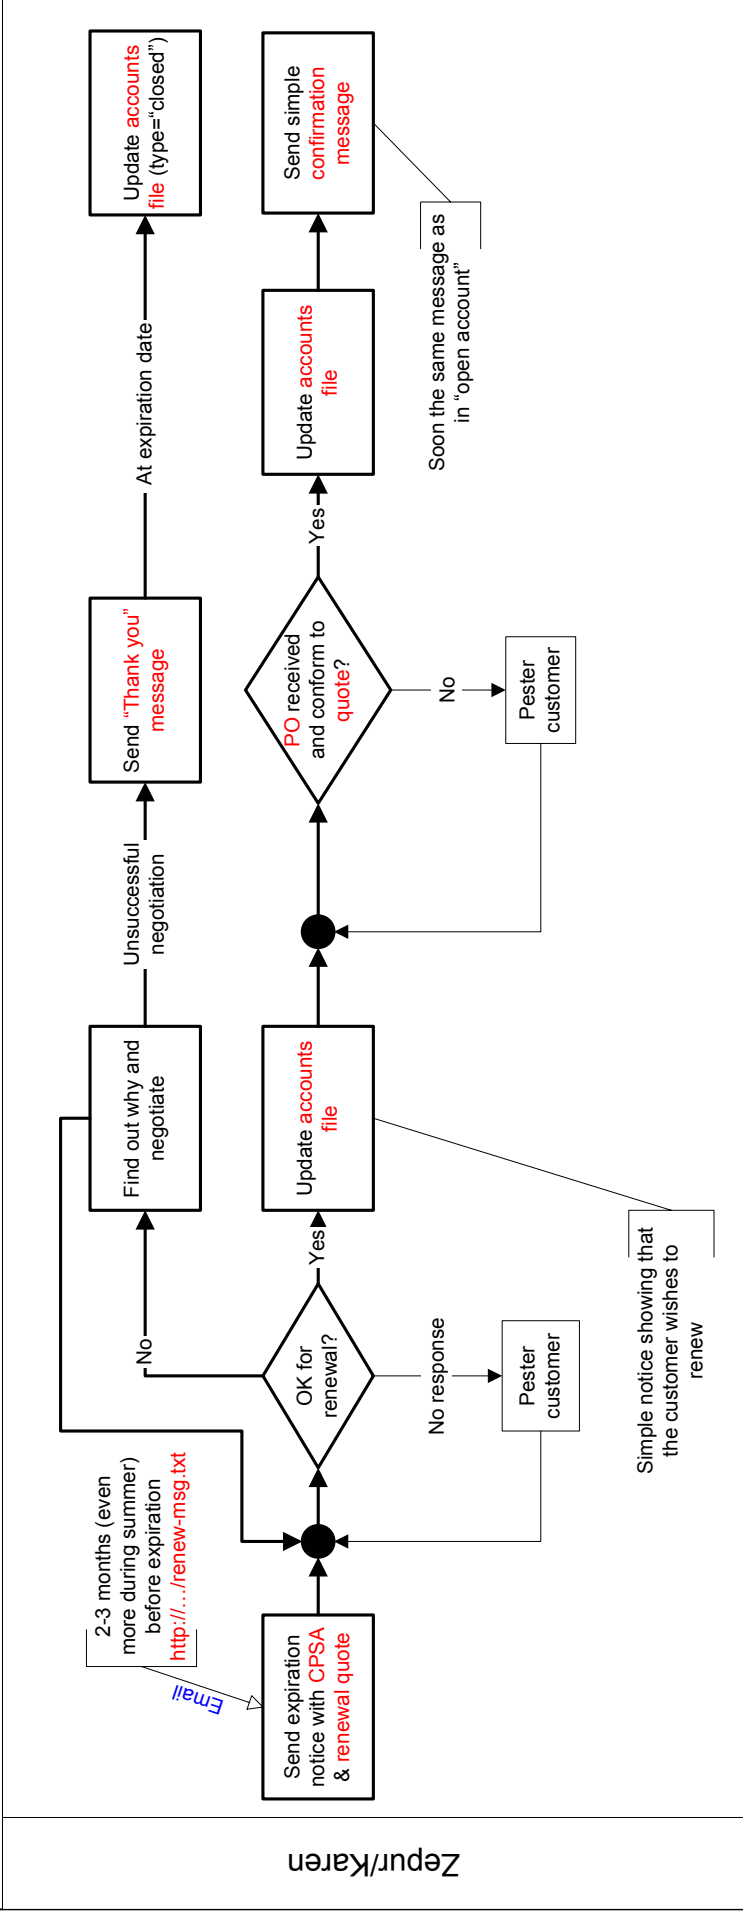 Zepur/Karen
2-3 months (even
more during summer)
before expiration
http://…/renew-msg.txt
Email
Send expiration
notice with CPSA
& renewal quote
OK for
renewal?
No
Find out why and
negotiate
Unsuccessful
negotiation
Send “Thank you”
message
At expiration date
Update accounts
file (type=“closed”)
No response
Pester
customer
Yes
Update accounts
file
Simple notice showing that
the customer wishes to
renew
PO received
and conform to
quote?
No
Pester
customer
Yes
Update accounts
file
Send simple
confirmation
message
Soon the same message as
in “open account”